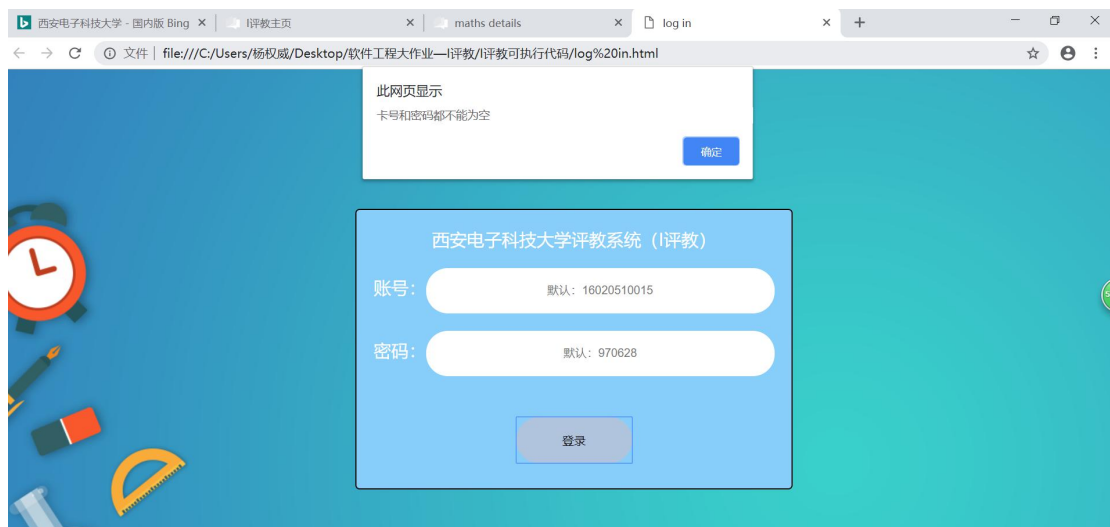 西安电子科技大学 - 国内版 Bing
I评教主页
maths details
log in
文件 | file:///C:/Users/杨权威/Desktop/软件工程大作业—I评教/I评教可执行代码/log%20in.html
此网页显示
卡号和密码都不能为空
确定
西安电子科技大学评教系统（I评教）
账号：
默认：16020510015
密码：
默认：970628
登录